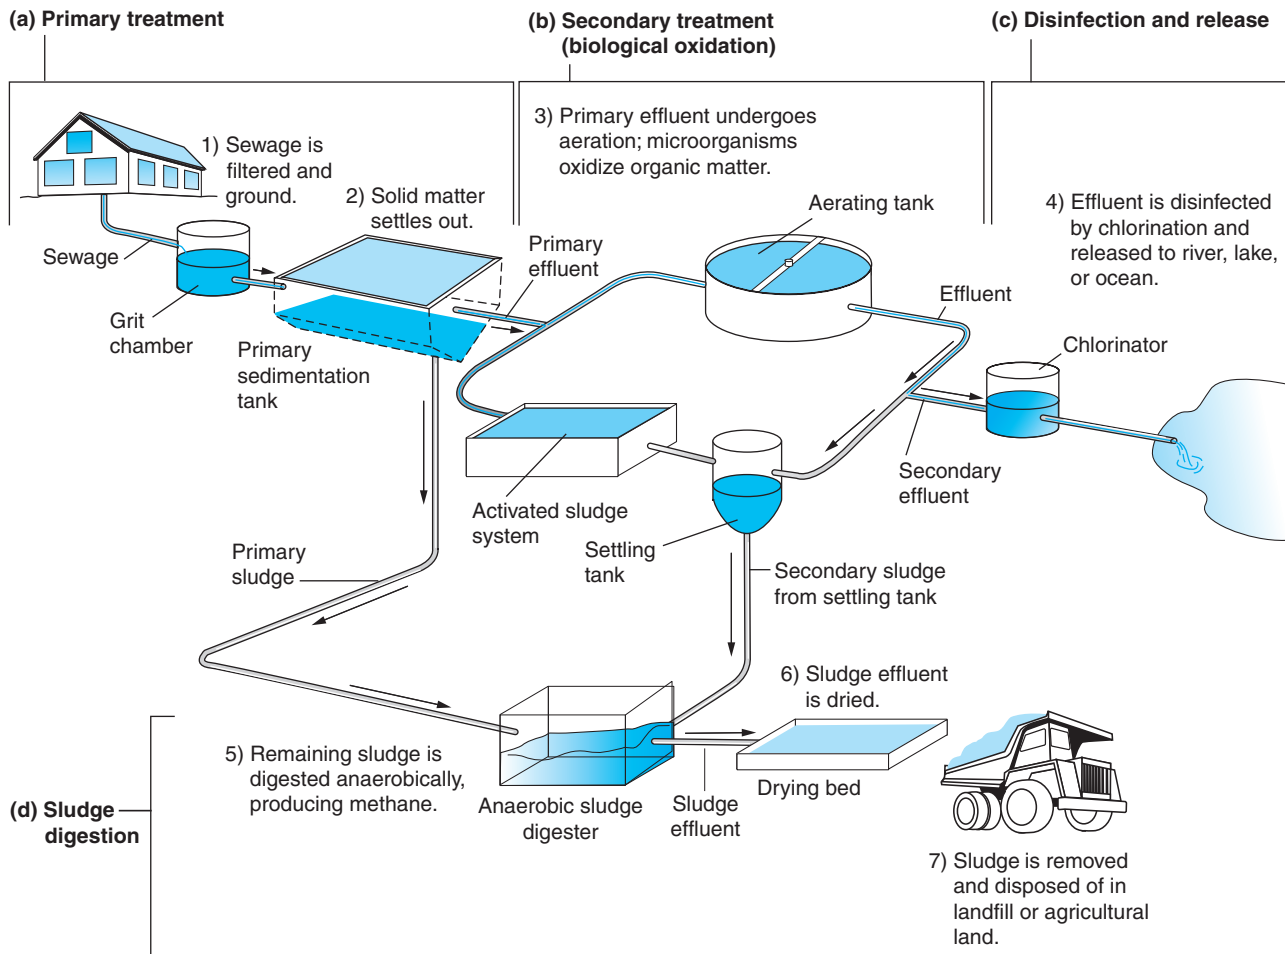 (a) Primary treatment
(b) Secondary treatment
(biological oxidation)
(c) Disinfection and release
1) Sewage is
filtered and
ground.
2) Solid matter
settles out.
3) Primary effluent undergoes
aeration; microorganisms
oxidize organic matter.
4) Effluent is disinfected
by chlorination and
released to river, lake,
or ocean.
Aerating tank
Sewage
Primary
effluent
Effluent
Grit
chamber
Primary
sedimentation
tank
Chlorinator
Secondary
effluent
Activated sludge
system
Settling
tank
Primary
sludge
Secondary sludge
from settling tank
6) Sludge effluent
is dried.
5) Remaining sludge is
digested anaerobically,
producing methane.
Anaerobic sludge
digester
Sludge
effluent
Drying bed
(d) Sludge
digestion
7) Sludge is removed
and disposed of in
landfill or agricultural
land.